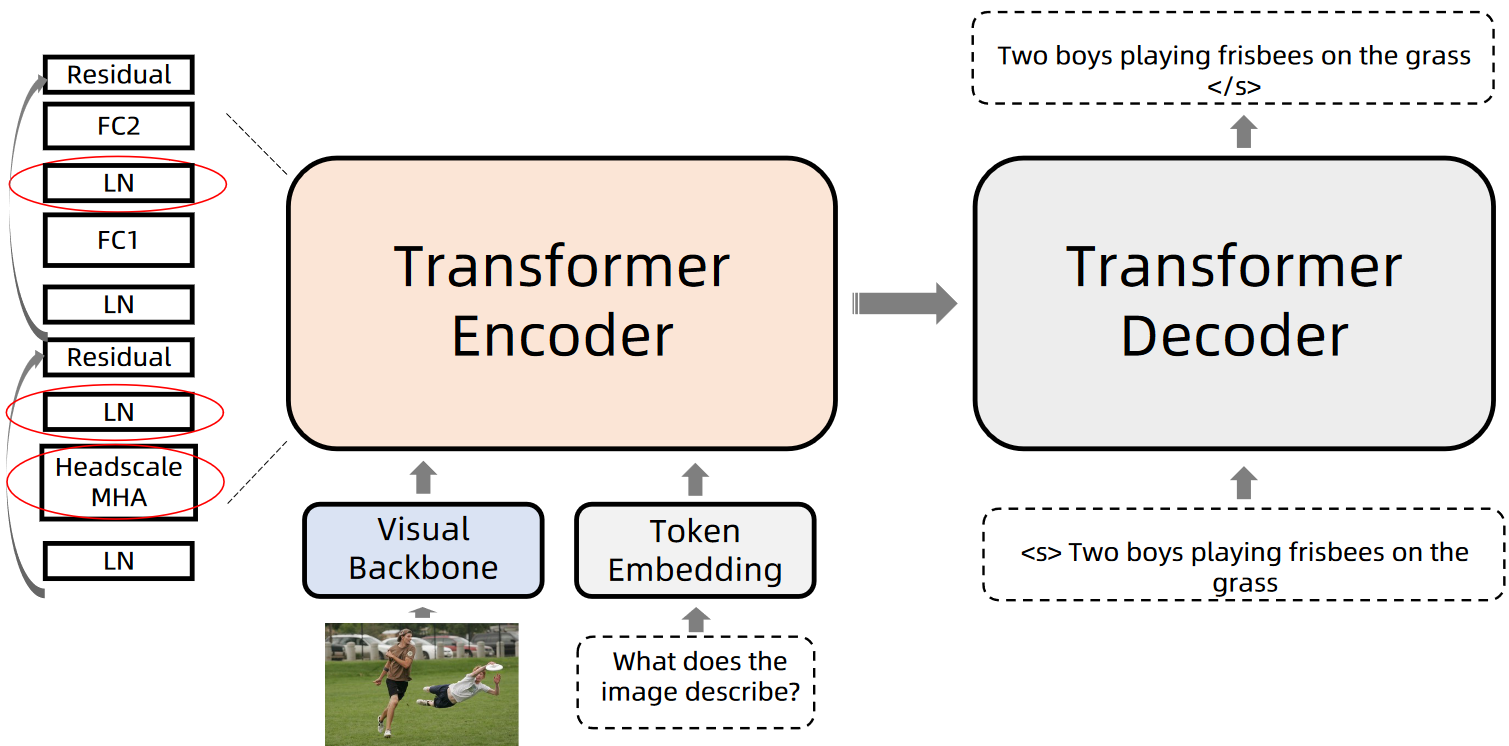 Residual
FC2
LN
FC1
LN
Residual
LN
Headscale
MHA
LN
Transformer
Encoder
Visual
Backbone
Token
Embedding
What does the
image describe?
Two boys playing frisbees on the grass
</s>
Transformer
Decoder
<s> Two boys playing frisbees on the
grass